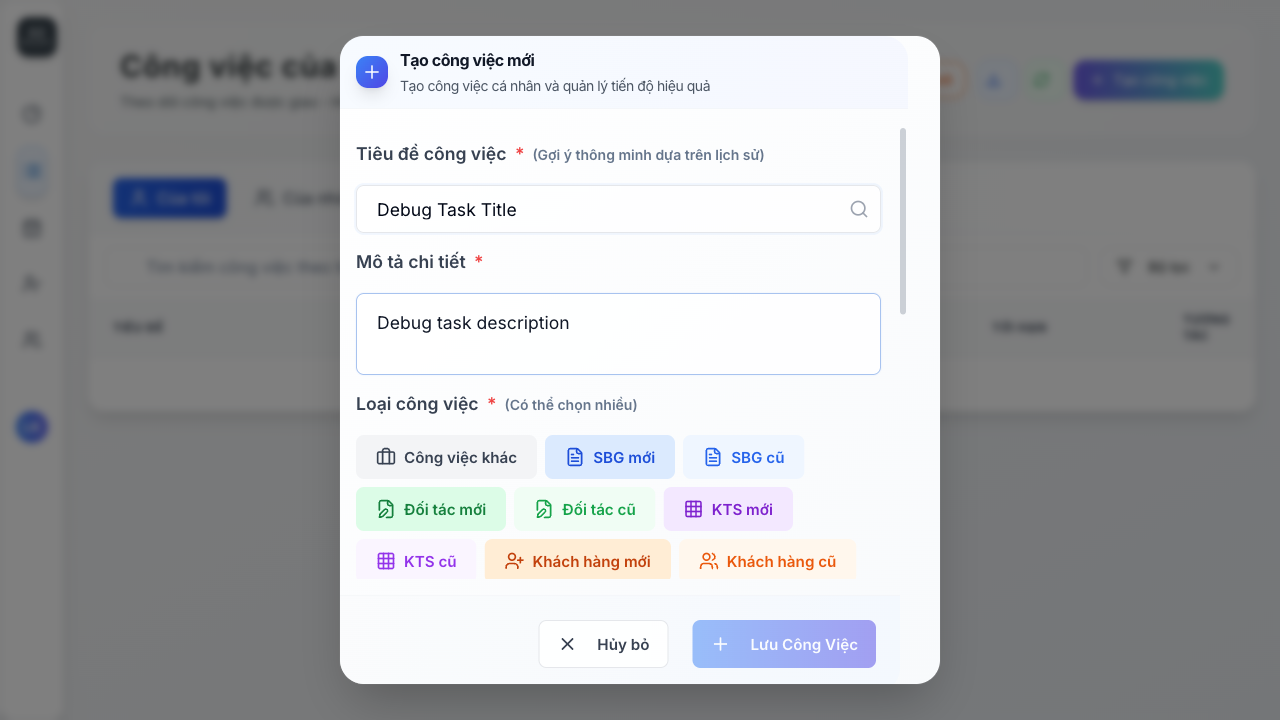 Công việc của
Tạo công việc mới
Tạo công việc cá nhân và quản lý tiến độ hiệu quả
Tiêu đề công việc * (Gợi ý thông minh dựa trên lịch sử)
Debug Task Title
Mô tả chi tiết *
Debug task description
Loại công việc * (Có thể chọn nhiều)
Công việc khác SBG mới SBG cũ
Đối tác mới Đối tác cũ KTS mới
KTS cũ Khách hàng mới Khách hàng cũ
Hủy bỏ Lưu Công Việc